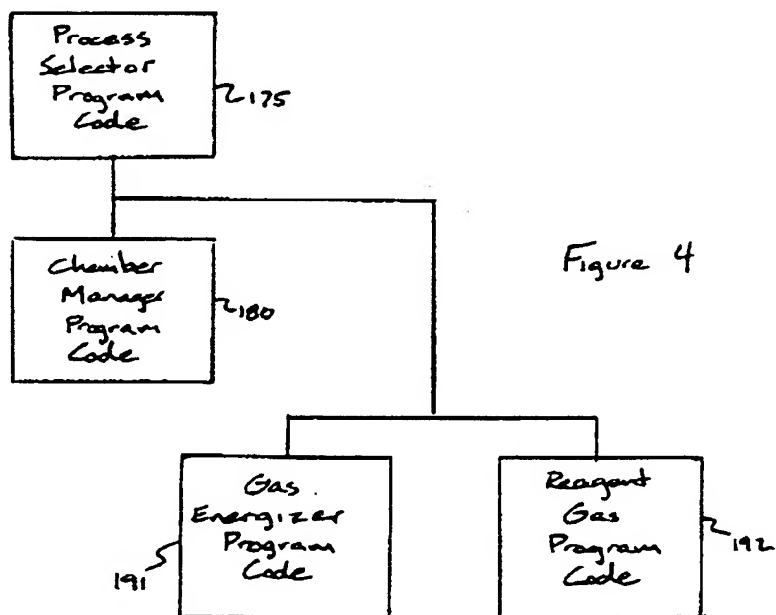 Process
Selector
Program
Code
175
Chamber
Manager
Program
Code
180
Figure 4
Gas
Energizer
Program
Code
191
Reagent
Gas
Program
Code
192